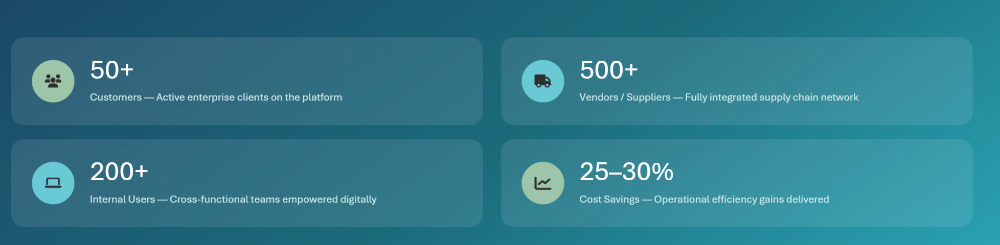 50+
Customers — Active enterprise clients on the platform
500+
Vendors / Suppliers — Fully integrated supply chain network
200+
Internal Users — Cross-functional teams empowered digitally
25–30%
Cost Savings — Operational efficiency gains delivered